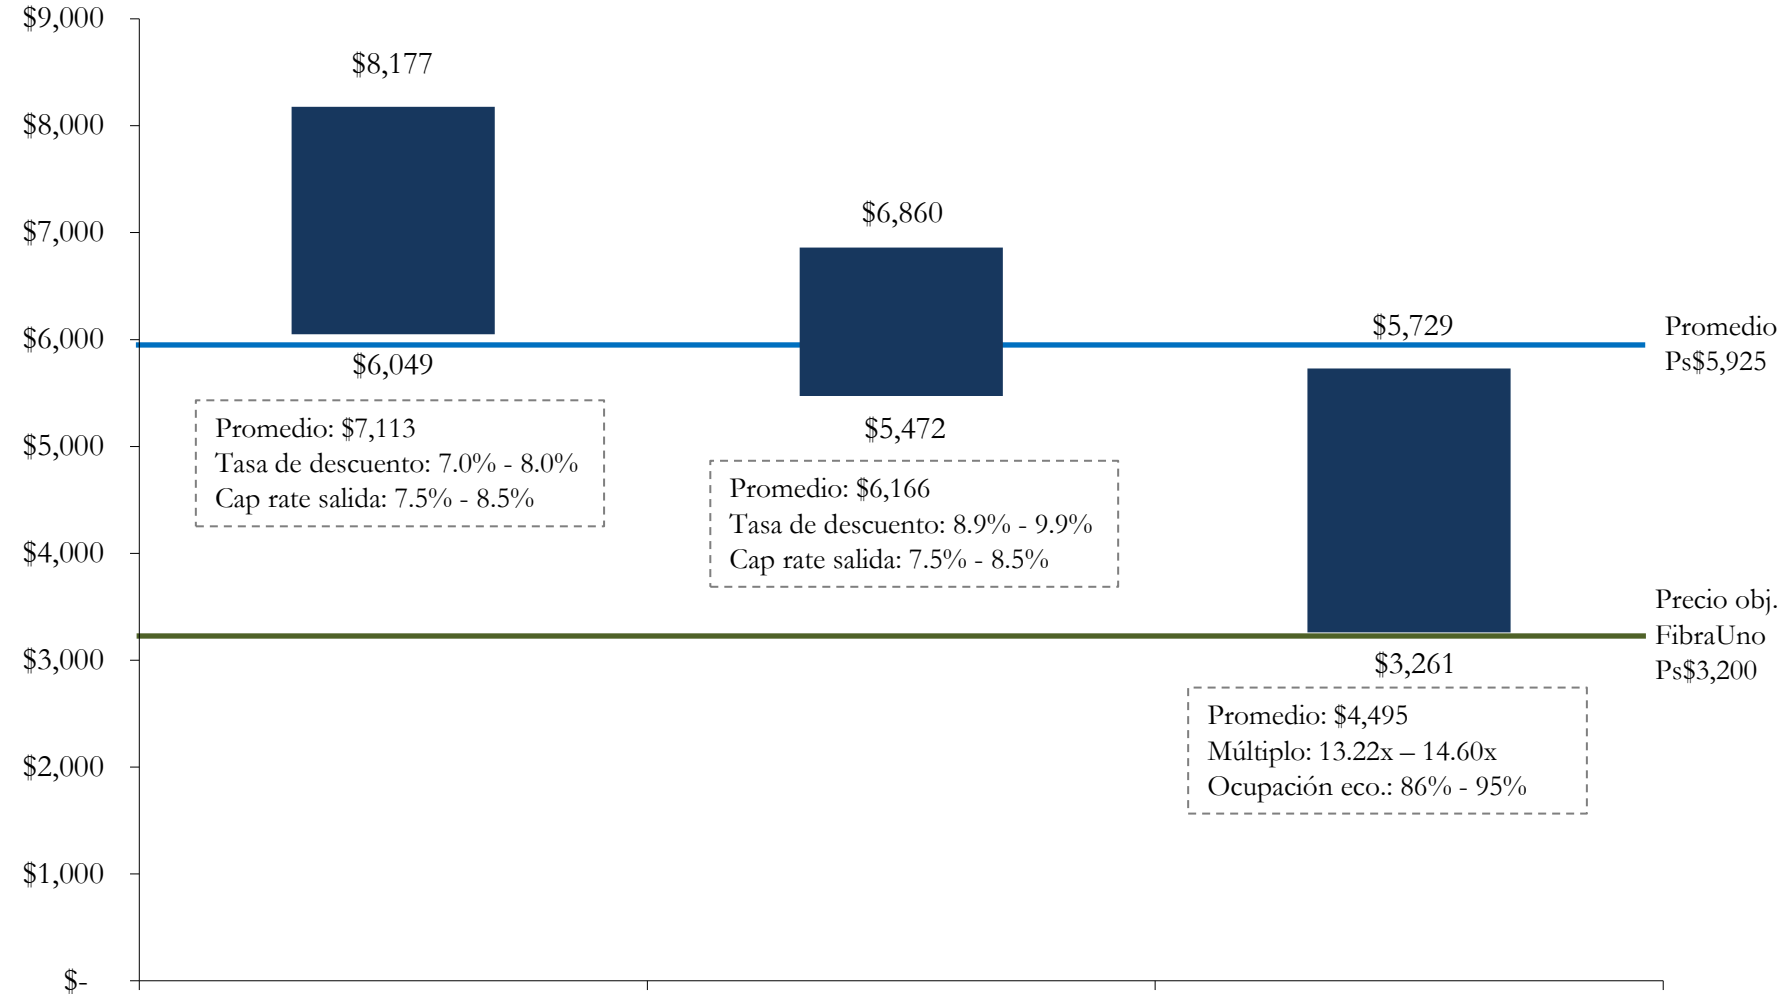 $9,000
$8,000
$7,000
$6,000
$5,000
$4,000
$3,000
$2,000
$1,000
$-
$8,177
$6,049
Promedio: $7,113
Tasa de descuento: 7.0% - 8.0%
Cap rate salida: 7.5% - 8.5%
$6,860
$5,472
Promedio: $6,166
Tasa de descuento: 8.9% - 9.9%
Cap rate salida: 7.5% - 8.5%
$5,729
$3,261
Promedio: $4,495
Múltiplo: 13.22x – 14.60x
Ocupación eco.: 86% - 95%
Promedio
Ps$5,925
Precio obj.
FibraUno
Ps$3,200